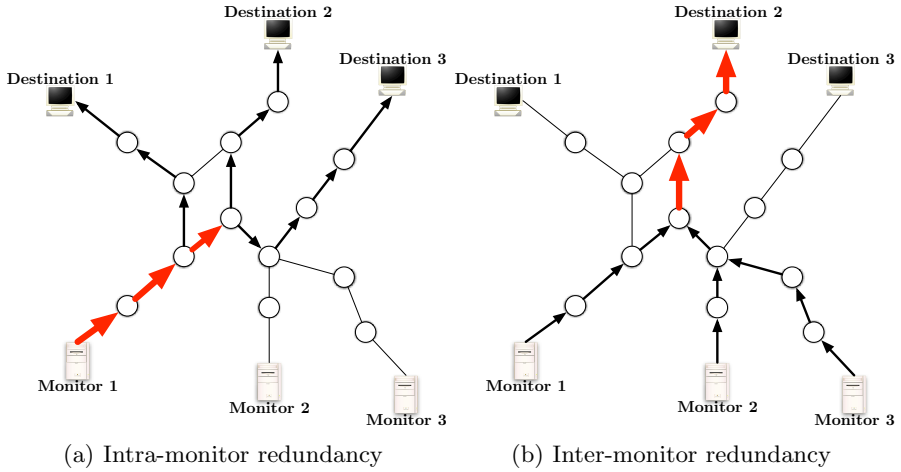 Destination 2
Destination 1
Destination 3
Monitor 1
Monitor 2
Monitor 3
(a) Intra-monitor redundancy
Destination 2
Destination 1
Destination 3
Monitor 1
Monitor 2
Monitor 3
(b) Inter-monitor redundancy